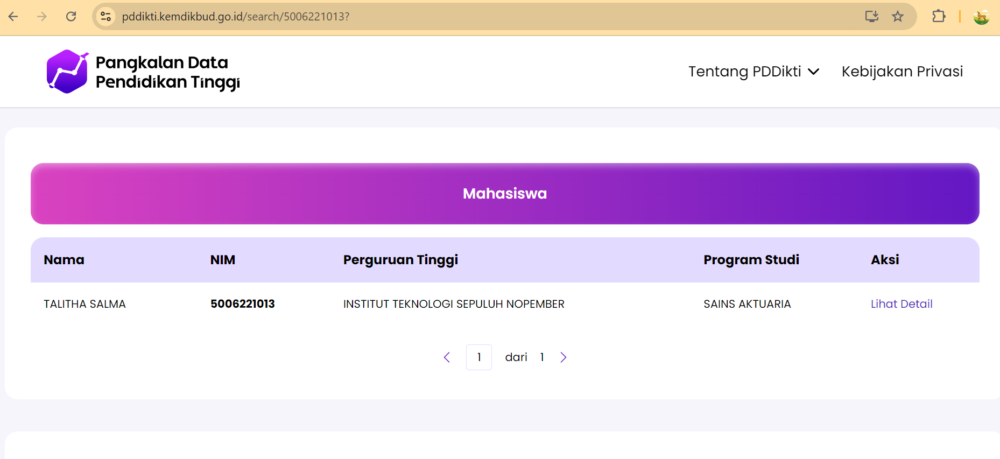 pddikti.kemdikbud.go.id/search/5006221013?
Pangkalan Data
Pendidikan Tinggi
Tentang PDDikti
Kebijakan Privasi
Mahasiswa
Nama NIM Perguruan Tinggi Program Studi Aksi
TALITHA SALMA 5006221013 INSTITUT TEKNOLOGI SEPULUH NOPEMBER SAINS AKTUARIA Lihat Detail
1 dari 1